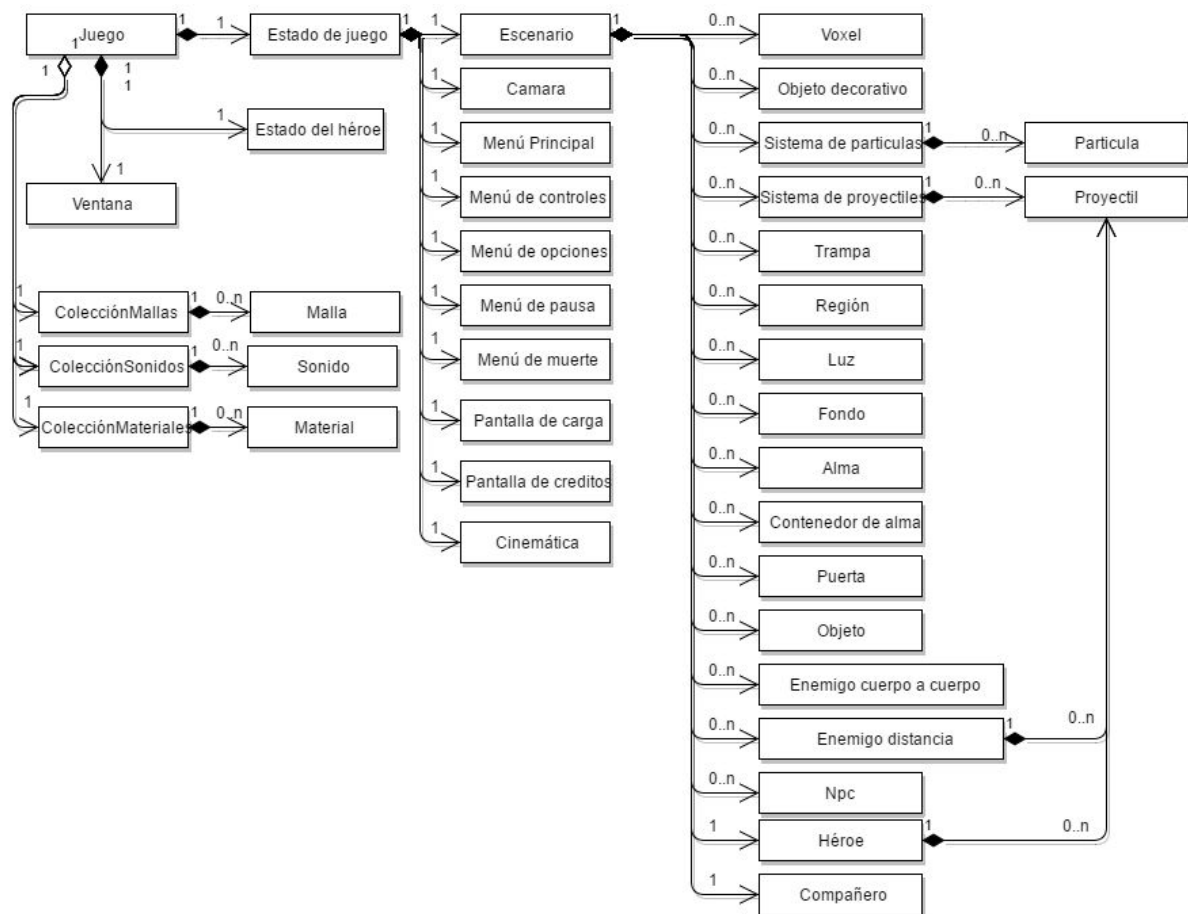 Juego
1
1
Estado de juego
1
1
Escenario
1
0..n
Voxel
1
1
1
1
Camara
0..n
Objeto decorativo
1
Estado del héroe
1
Menú Principal
0..n
Sistema de particulas
1
0..n
Particula
1
Ventana
1
Menú de controles
0..n
Sistema de proyectiles
1
0..n
Proyectil
1
Menú de opciones
0..n
Trampa
1
ColecciónMallas
1
0..n
Malla
1
Menú de pausa
0..n
Región
1
ColecciónSonidos
1
0..n
Sonido
1
Menú de muerte
0..n
Luz
1
ColecciónMateriales
1
0..n
Material
1
Pantalla de carga
0..n
Fondo
0..n
Alma
1
Pantalla de creditos
0..n
Contenedor de alma
1
Cinemática
0..n
Puerta
0..n
Objeto
0..n
Enemigo cuerpo a cuerpo
0..n
Enemigo distancia
1
0..n
0..n
Npc
1
Héroe
1
0..n
1
Compañero